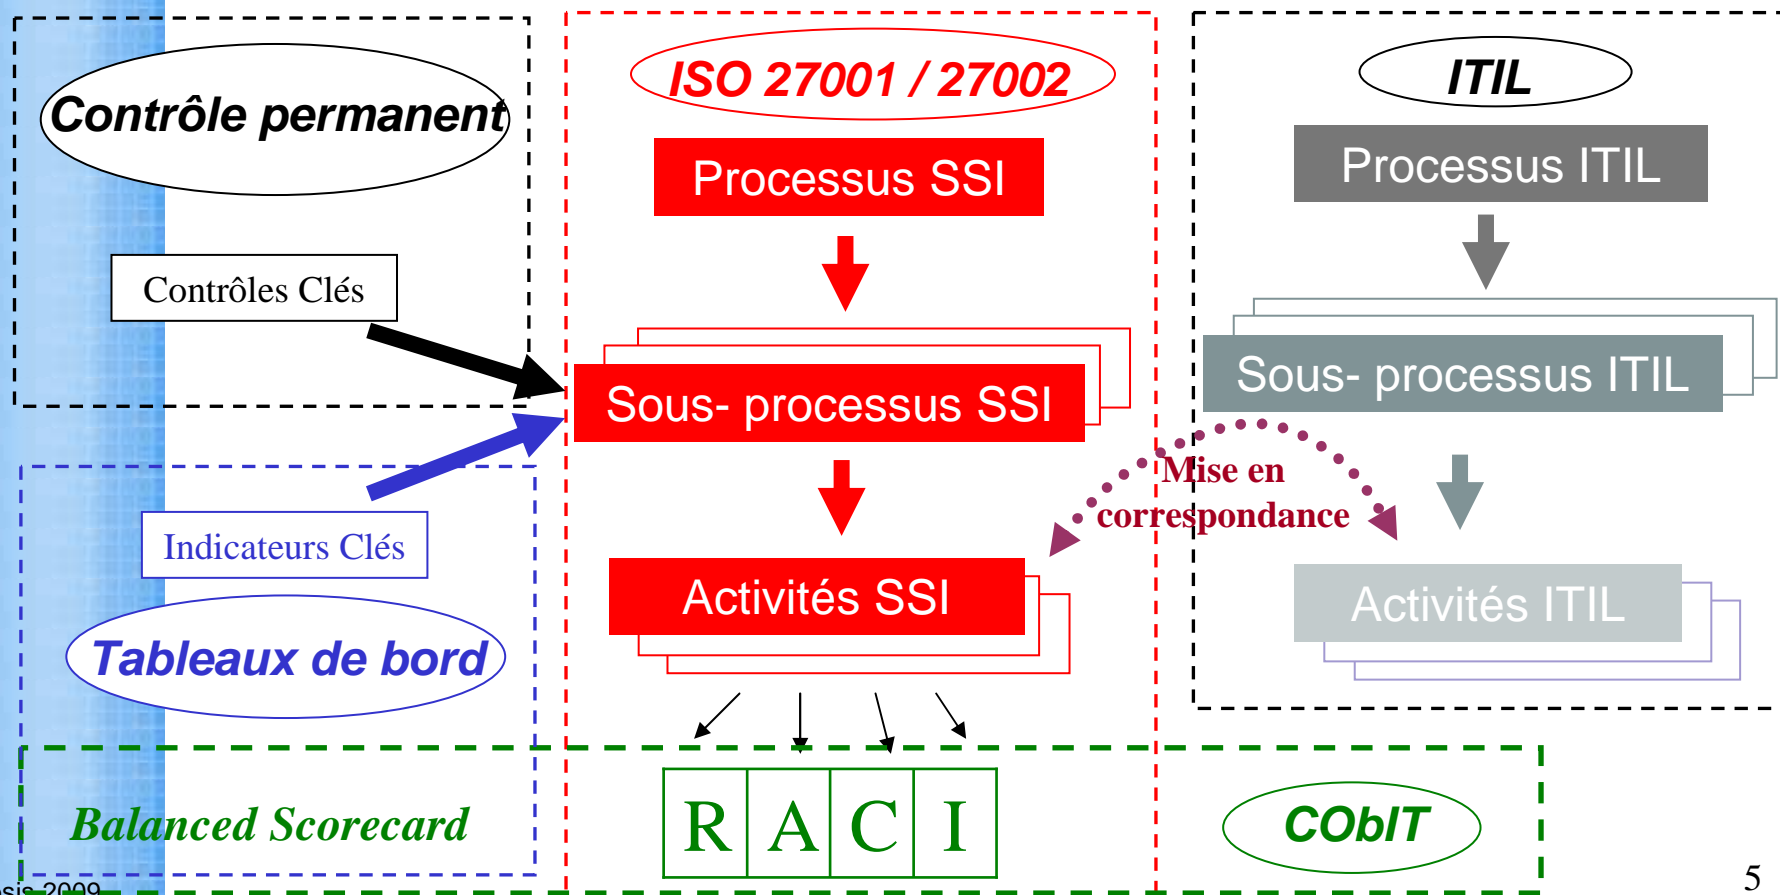 Contrôle permanent
ISO 27001 / 27002
ITIL
Processus SSI
Processus ITIL
Contrôles Clés
Sous- processus SSI
Sous- processus ITIL
Mise en
correspondance
Indicateurs Clés
Activités SSI
Activités ITIL
Tableaux de bord
Balanced Scorecard
R A C I
CObIT
2009
5